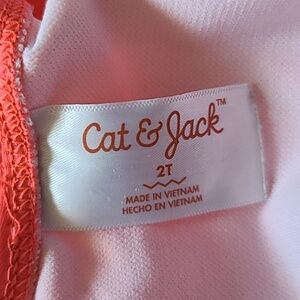 Cat & Jack™
2T
MADE IN VIETNAM
HECHO EN VIETNAM